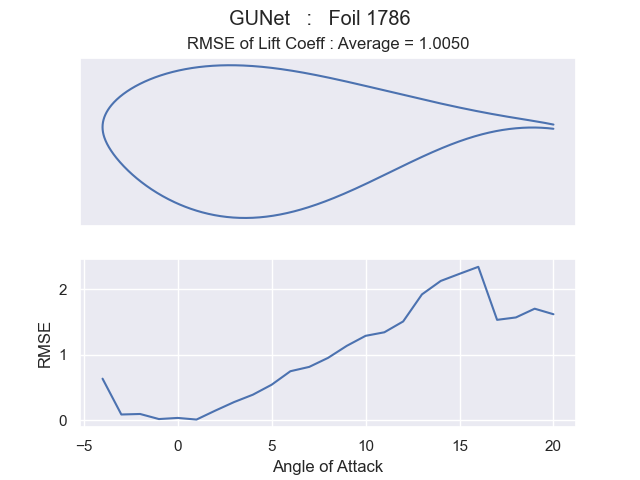 GUNet   :   Foil 1786
RMSE of Lift Coeff : Average = 1.0050
2
1
0
RMSE
−5 0 5 10 15 20
Angle of Attack